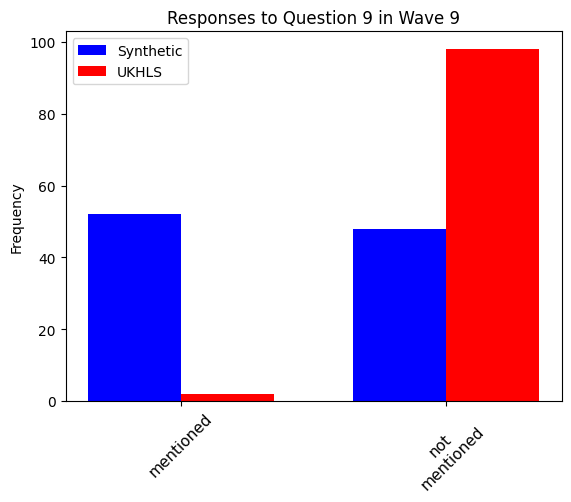 Responses to Question 9 in Wave 9
Synthetic
UKHLS
Frequency
100
80
60
40
20
0
mentioned
not
mentioned